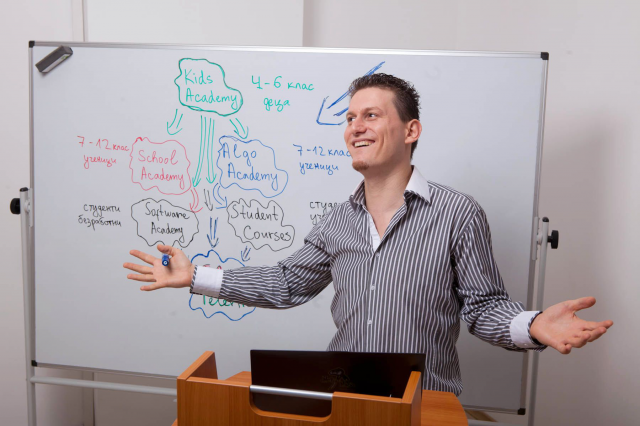 Kids
Academy
4-6 клас
деца
7-12 клас
ученици
School
Academy
Algo
Academy
7-12 клас
ученици
студенти
безработни
Software
Academy
Student
Courses